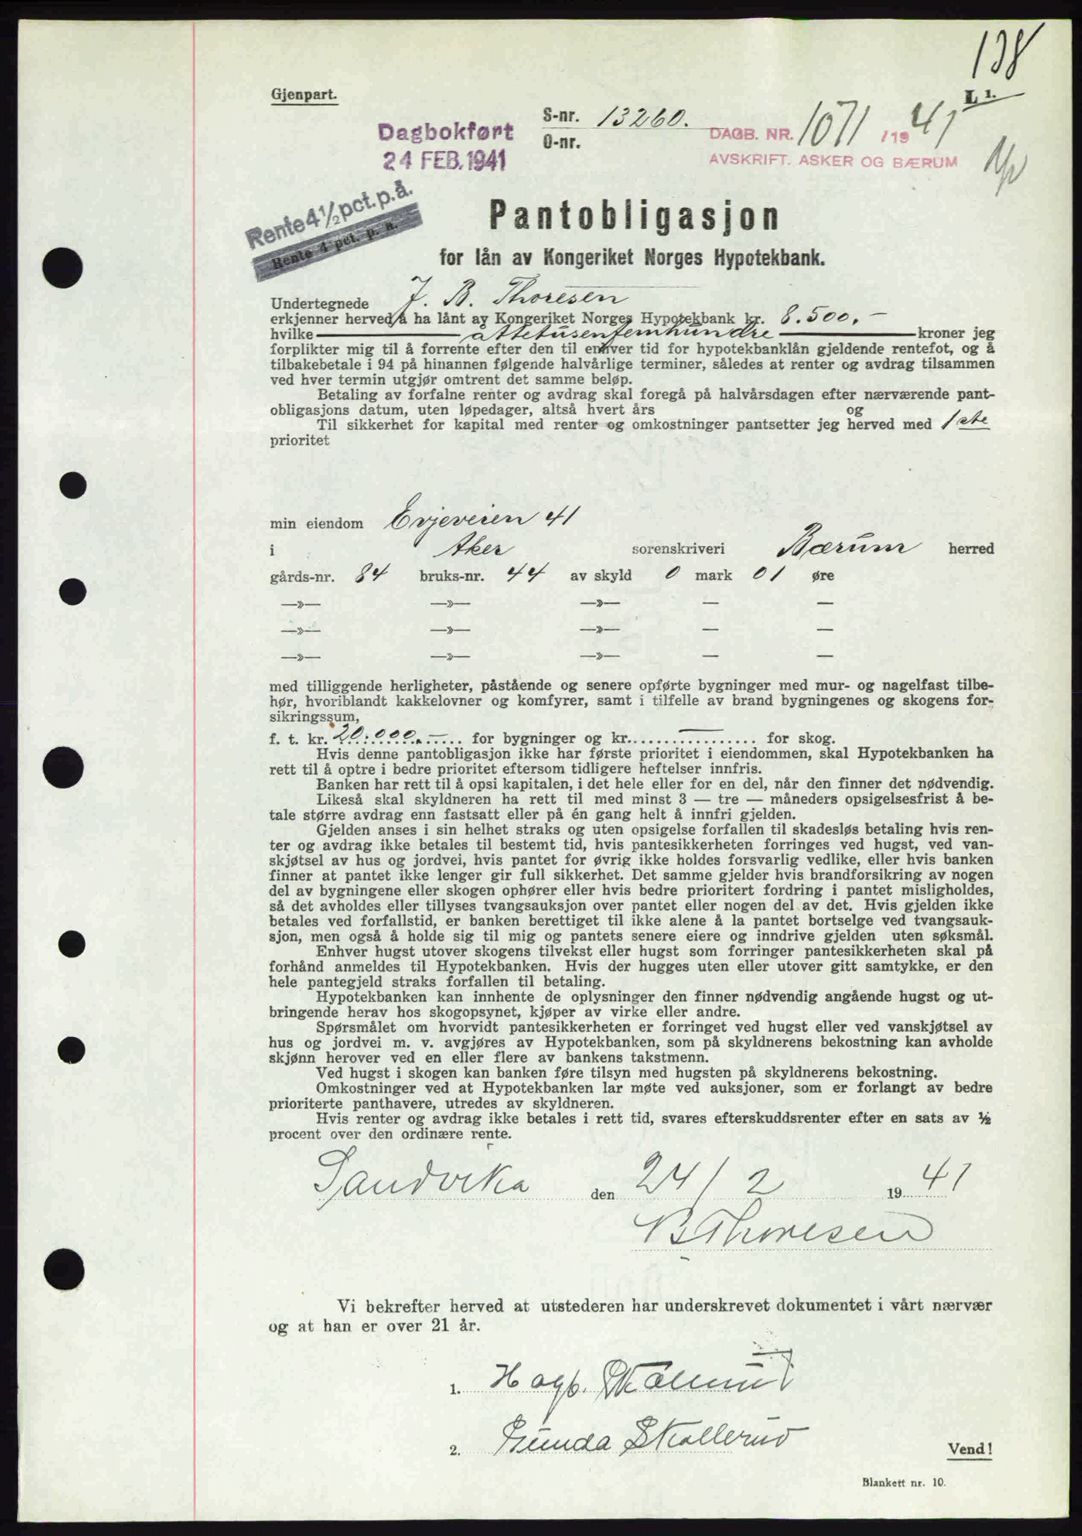 138
Gjenpart.
L 1.
S-nr. 13260.
O-nr.
Dagbokført
24 FEB. 1941
DAGB. NR. 1071 /19 41
AVSKRIFT. ASKER OG BÆRUM
Rente 4½ pct. p. å.
Rente 4 pct. p. a.
Pantobligasjon
for lån av Kongeriket Norges Hypotekbank.
Undertegnede J. B. Thoresen
erkjenner herved å ha lånt av Kongeriket Norges Hypotekbank kr. 8.500,-
hvilke åttetusenfemhundre kroner jeg
forplikter mig til å forrente efter den til enhver tid for hypotekbanklån gjeldende rentefot, og å
tilbakebetale i 94 på hinannen følgende halvårlige terminer, således at renter og avdrag tilsammen
ved hver termin utgjør omtrent det samme beløp.
Betaling av forfalne renter og avdrag skal foregå på halvårsdagen efter nærværende pant-
obligasjons datum, uten løpedager, altså hvert års og
Til sikkerhet for kapital med renter og omkostninger pantsetter jeg herved med 1ste
prioritet
min eiendom Evjeveien 41
i Aker sorenskriveri Bærum herred
gårds-nr. 84 bruks-nr. 44 av skyld 0 mark 01 øre
—»— —»— —»— — —
—»— —»— —»— — —
—»— —»— —»— — —
med tilliggende herligheter, påstående og senere opførte bygninger med mur- og nagelfast tilbe-
hør, hvoriblandt kakkelovner og komfyrer, samt i tilfelle av brand bygningenes og skogens for-
sikringssum,
f. t. kr. 20.000,- for bygninger og kr. — for skog.
Hvis denne pantobligasjon ikke har første prioritet i eiendommen, skal Hypotekbanken ha
rett til å optre i bedre prioritet eftersom tidligere heftelser innfris.
Banken har rett til å opsi kapitalen, i det hele eller for en del, når den finner det nødvendig.
Likeså skal skyldneren ha rett til med minst 3 — tre — måneders opsigelsesfrist å be-
tale større avdrag enn fastsatt eller på én gang helt å innfri gjelden.
Gjelden anses i sin helhet straks og uten opsigelse forfallen til skadesløs betaling hvis ren-
ter og avdrag ikke betales til bestemt tid, hvis pantesikkerheten forringes ved hugst, ved van-
skjøtsel av hus og jordvei, hvis pantet for øvrig ikke holdes forsvarlig vedlike, eller hvis banken
finner at pantet ikke lenger gir full sikkerhet. Det samme gjelder hvis brandforsikring av nogen
del av bygningene eller skogen ophører eller hvis bedre prioritert fordring i pantet misligholdes,
så det avholdes eller tillyses tvangsauksjon over pantet eller nogen del av det. Hvis gjelden ikke
betales ved forfallstid, er banken berettiget til ikke alene å la pantet bortselge ved tvangsauk-
sjon, men også å holde sig til mig og pantets senere eiere og inndrive gjelden uten søksmål.
Enhver hugst utover skogens tilvekst eller hugst som forringer pantesikkerheten skal på
forhånd anmeldes til Hypotekbanken. Hvis der hugges uten eller utover gitt samtykke, er den
hele pantegjeld straks forfallen til betaling.
Hypotekbanken kan innhente de oplysninger den finner nødvendig angående hugst og ut-
bringende herav hos skogopsynet, kjøper av virke eller andre.
Spørsmålet om hvorvidt pantesikkerheten er forringet ved hugst eller ved vanskjøtsel av
hus og jordvei m. v. avgjøres av Hypotekbanken, som på skyldnerens bekostning kan avholde
skjønn herover ved en eller flere av bankens takstmenn.
Ved hugst i skogen kan banken føre tilsyn med hugsten på skyldnerens bekostning.
Omkostninger ved at Hypotekbanken lar møte ved auksjoner, som er forlangt av bedre
prioriterte panthavere, utredes av skyldneren.
Hvis renter og avdrag ikke betales i rett tid, svares efterskuddsrenter efter en sats av ½
procent over den ordinære rente.
Sandvika den 24/2 19 41
B Thoresen
Vi bekrefter herved at utstederen har underskrevet dokumentet i vårt nærvær
og at han er over 21 år.
1. Hagb. Skallerud
2. Gunda Skallerud
Vend!
Blankett nr. 10.